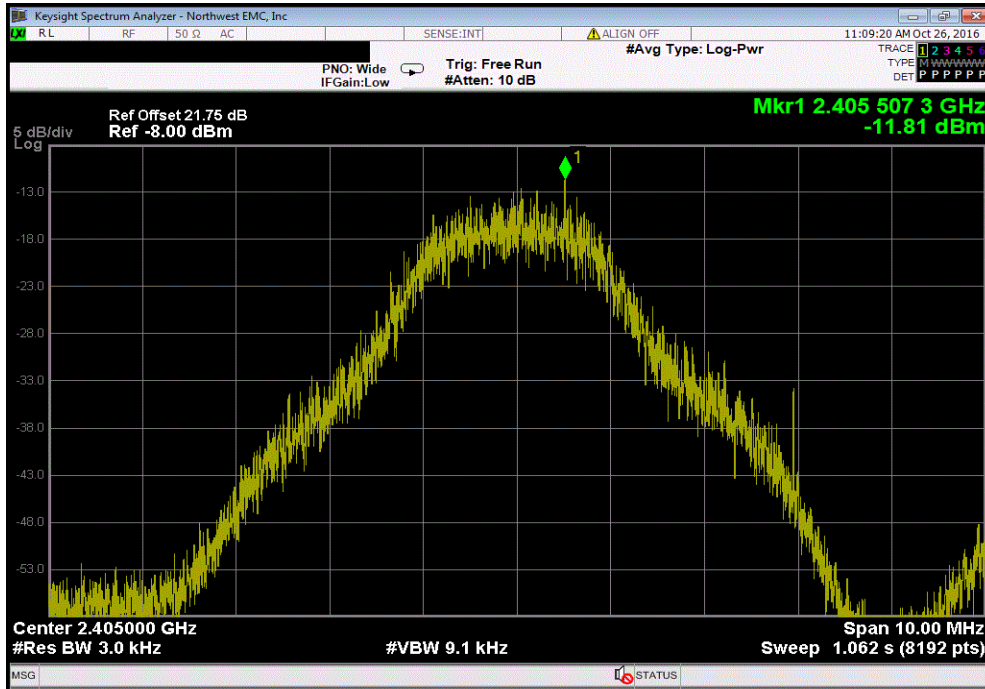 Keysight Spectrum Analyzer - Northwest EMC, Inc
LXI RL RF 50 Ω AC SENSE:INT ALIGN OFF 11:09:20 AM Oct 26, 2016
#Avg Type: Log-Pwr TRACE 1 2 3 4 5 6
PNO: Wide Trig: Free Run TYPE M WWWWW
IFGain:Low #Atten: 10 dB DET P P P P P P
Mkr1 2.405 507 3 GHz
-11.81 dBm
Ref Offset 21.75 dB
5 dB/div Ref -8.00 dBm
Log
1
-13.0
-18.0
-23.0
-28.0
-33.0
-38.0
-43.0
-48.0
-53.0
Center 2.405000 GHz Span 10.00 MHz
#Res BW 3.0 kHz #VBW 9.1 kHz Sweep 1.062 s (8192 pts)
MSG STATUS